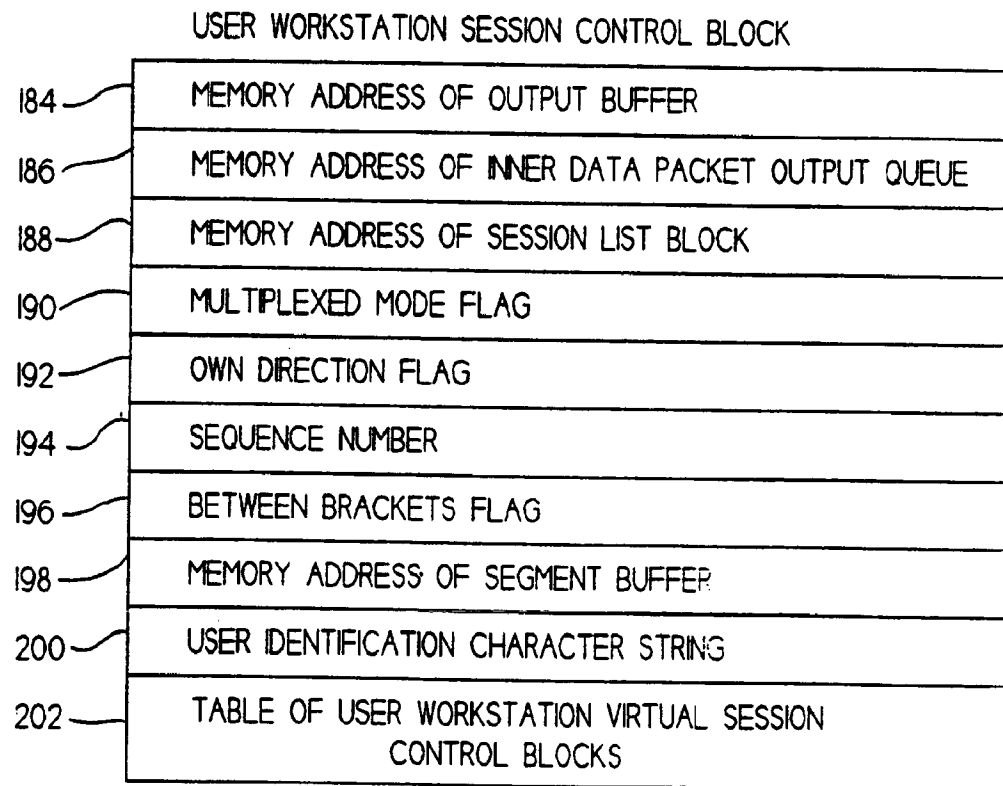 USER WORKSTATION SESSION CONTROL BLOCK
184 MEMORY ADDRESS OF OUTPUT BUFFER
186 MEMORY ADDRESS OF INNER DATA PACKET OUTPUT QUEUE
188 MEMORY ADDRESS OF SESSION LIST BLOCK
190 MULTIPLEXED MODE FLAG
192 OWN DIRECTION FLAG
194 SEQUENCE NUMBER
196 BETWEEN BRACKETS FLAG
198 MEMORY ADDRESS OF SEGMENT BUFFER
200 USER IDENTIFICATION CHARACTER STRING
202 TABLE OF USER WORKSTATION VIRTUAL SESSION
CONTROL BLOCKS